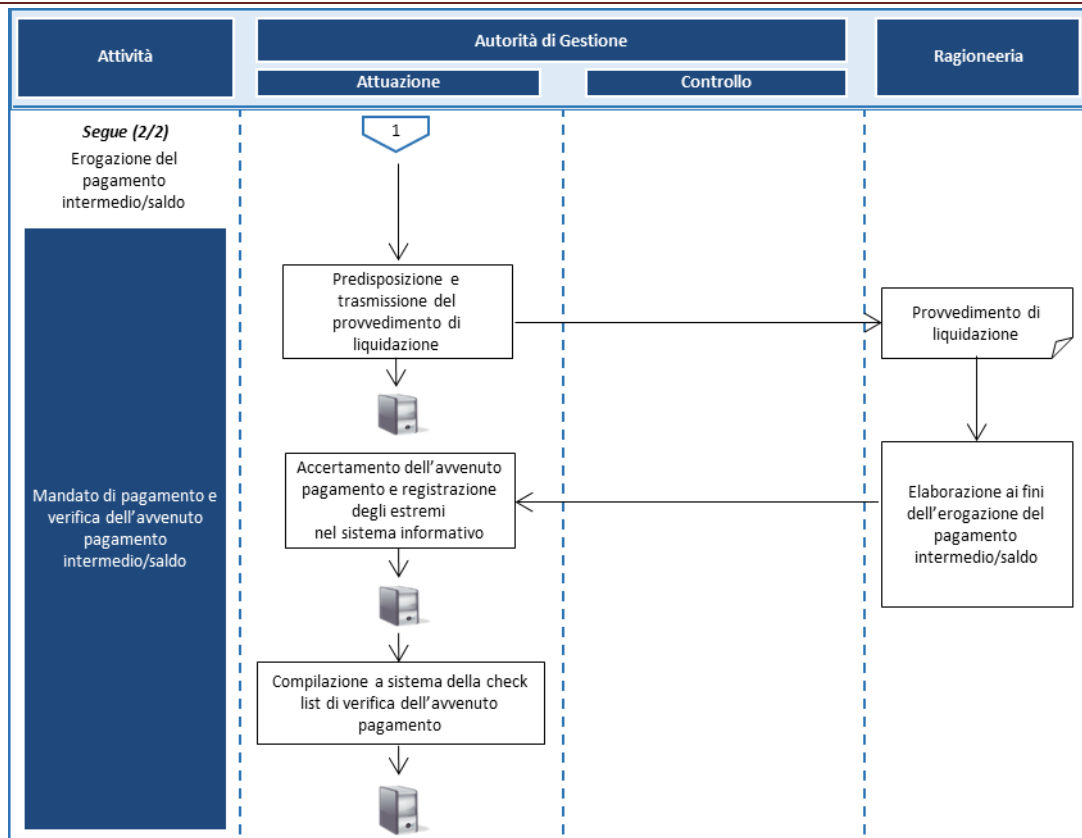 Attività
Autorità di Gestione
Ragioneeria
Attuazione
Controllo
Segue (2/2)
Erogazione del
pagamento
intermedio/saldo
1
Predisposizione e
trasmissione del
provvedimento di
liquidazione
Provvedimento di
liquidazione
Mandato di pagamento e
verifica dell'avvenuto
pagamento
intermedio/saldo
Accertamento dell'avvenuto
pagamento e registrazione
degli estremi
nel sistema informativo
Elaborazione ai fini
dell'erogazione del
pagamento
intermedio/saldo
Compilazione a sistema della check
list di verifica dell'avvenuto
pagamento